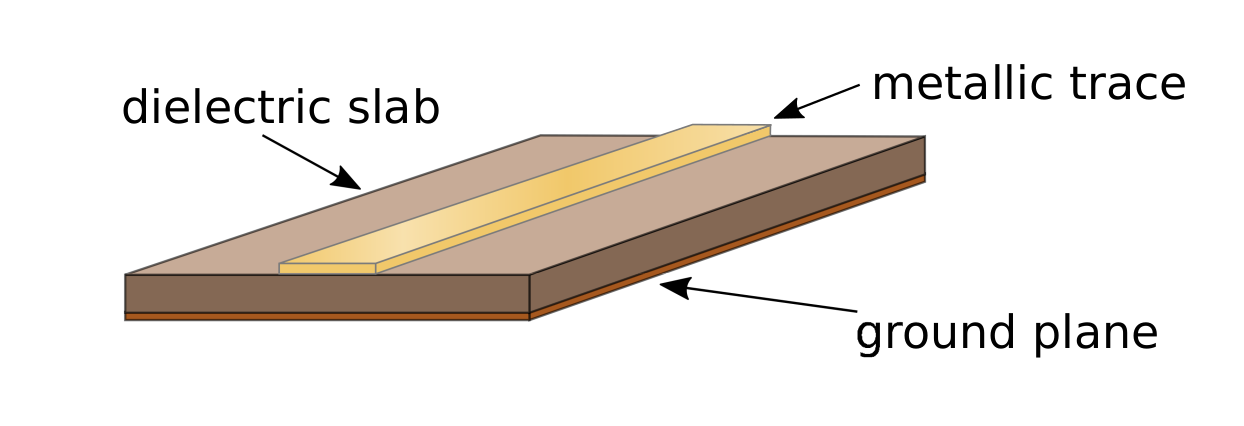 dielectric slab
metallic trace
ground plane